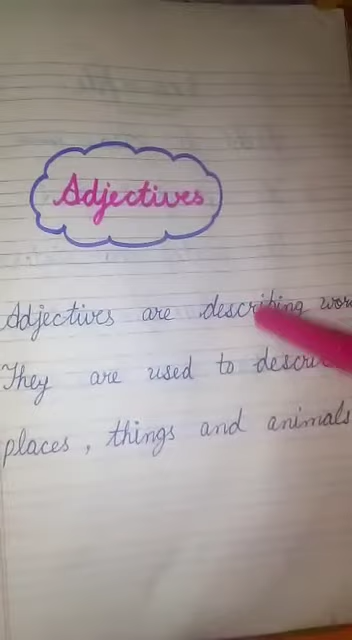 Adjectives
Adjectives are describing
They are used to
places, things and animals